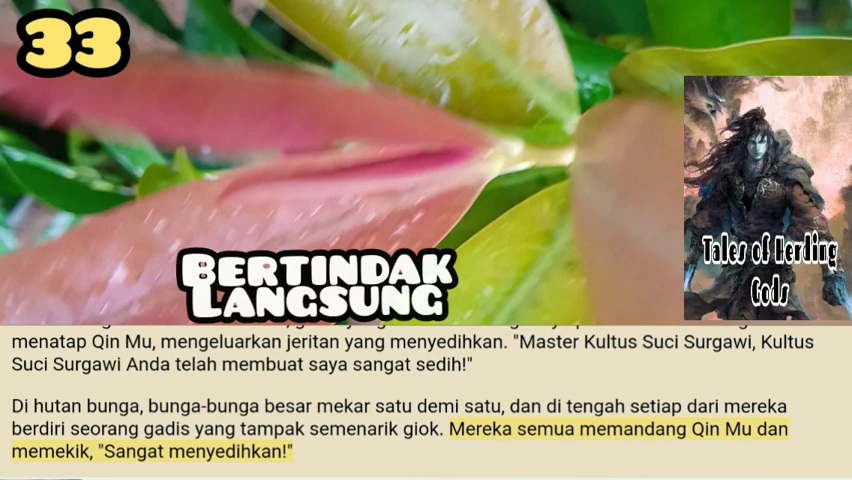 33
Tales of Herding
Gods
BERTINDAK
LANGSUNG
menatap Qin Mu, mengeluarkan jeritan yang menyedihkan. "Master Kultus Suci Surgawi, Kultus
Suci Surgawi Anda telah membuat saya sangat sedih!"
Di hutan bunga, bunga-bunga besar mekar satu demi satu, dan di tengah setiap dari mereka
berdiri seorang gadis yang tampak semenarik giok. Mereka semua memandang Qin Mu dan
memekik, "Sangat menyedihkan!"